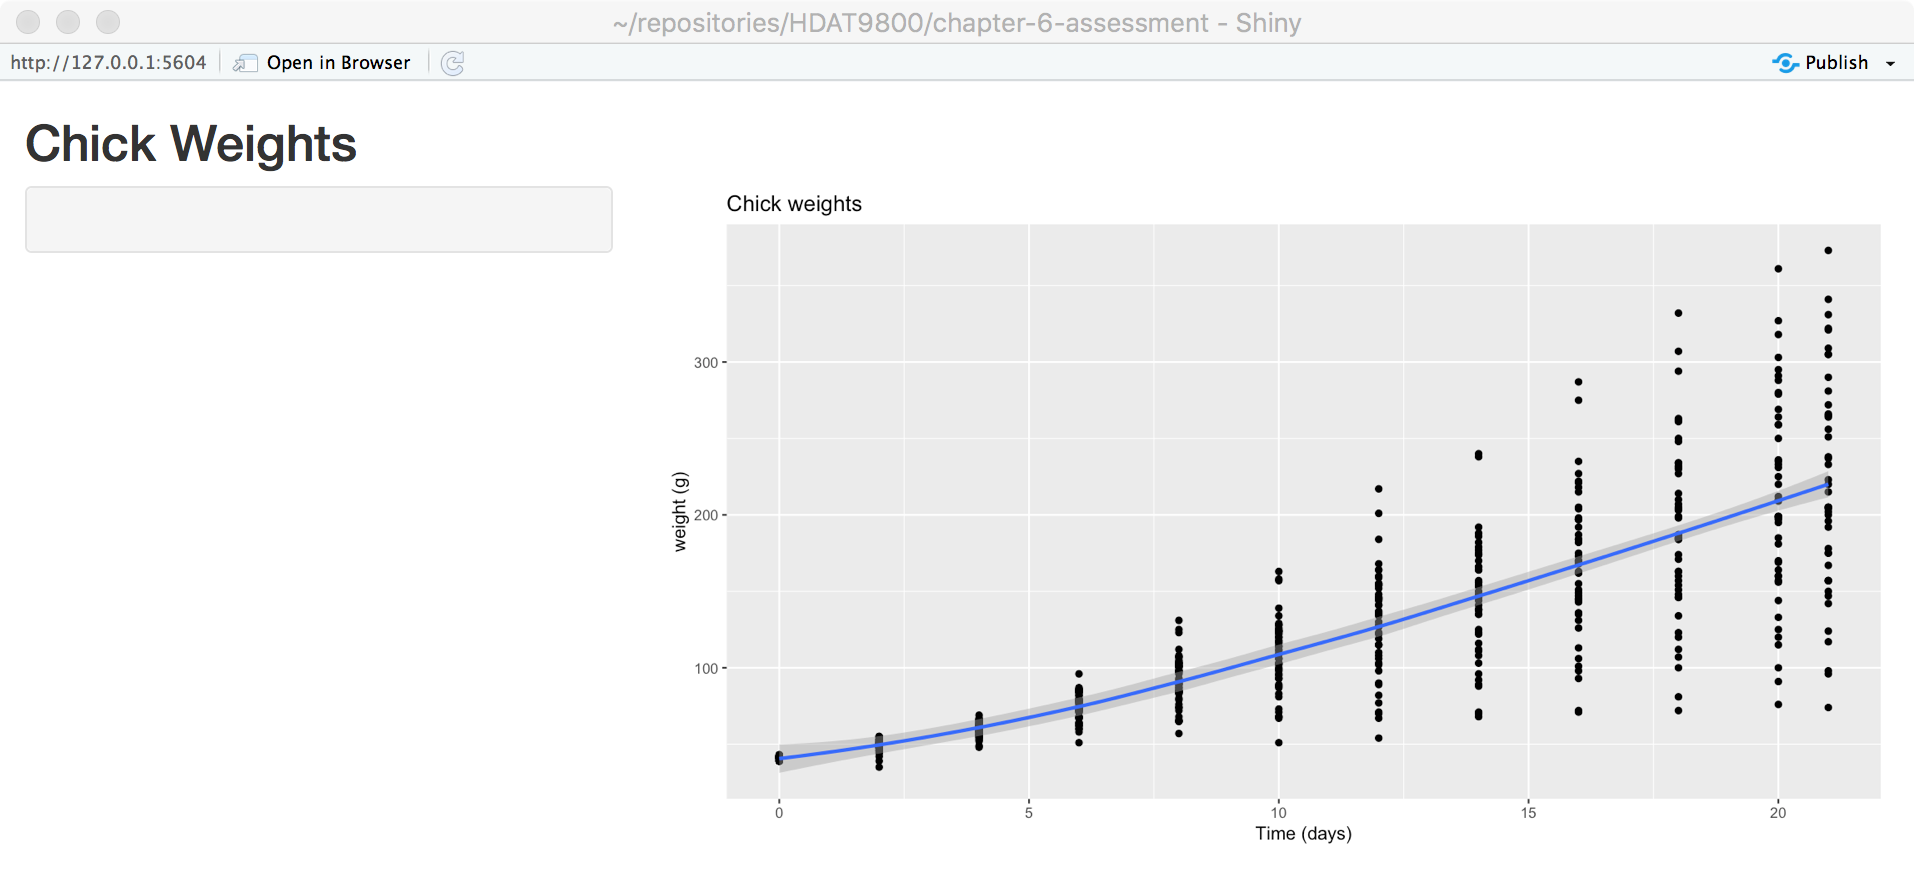 ~/repositories/HDAT9800/chapter-6-assessment - Shiny
http://127.0.0.1:5604 Open in Browser Publish
Chick Weights
Chick weights
300
200
100
weight (g)
0 5 10 15 20
Time (days)